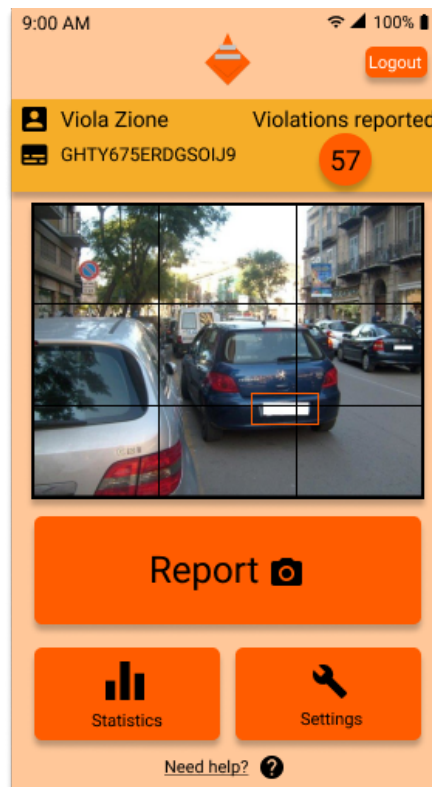 9:00 AM 100%
Logout
Viola Zione Violations reported
GHTY675ERDGSOIJ9 57
Report
Statistics Settings
Need help? ?